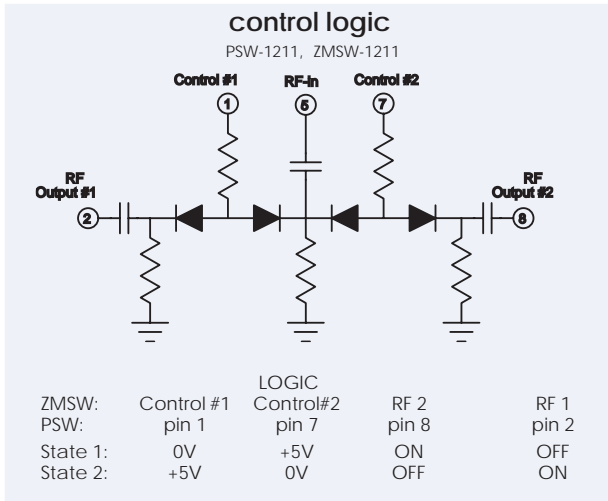 control logic
PSW-1211, ZMSW-1211
Control #1 RF-in Control #2
1 5 7
RF Output #1
RF Output #2
2 8
LOGIC
ZMSW: Control #1 Control#2 RF 2 RF 1
PSW: pin 1 pin 7 pin 8 pin 2
State 1: 0V +5V ON OFF
State 2: +5V 0V OFF ON